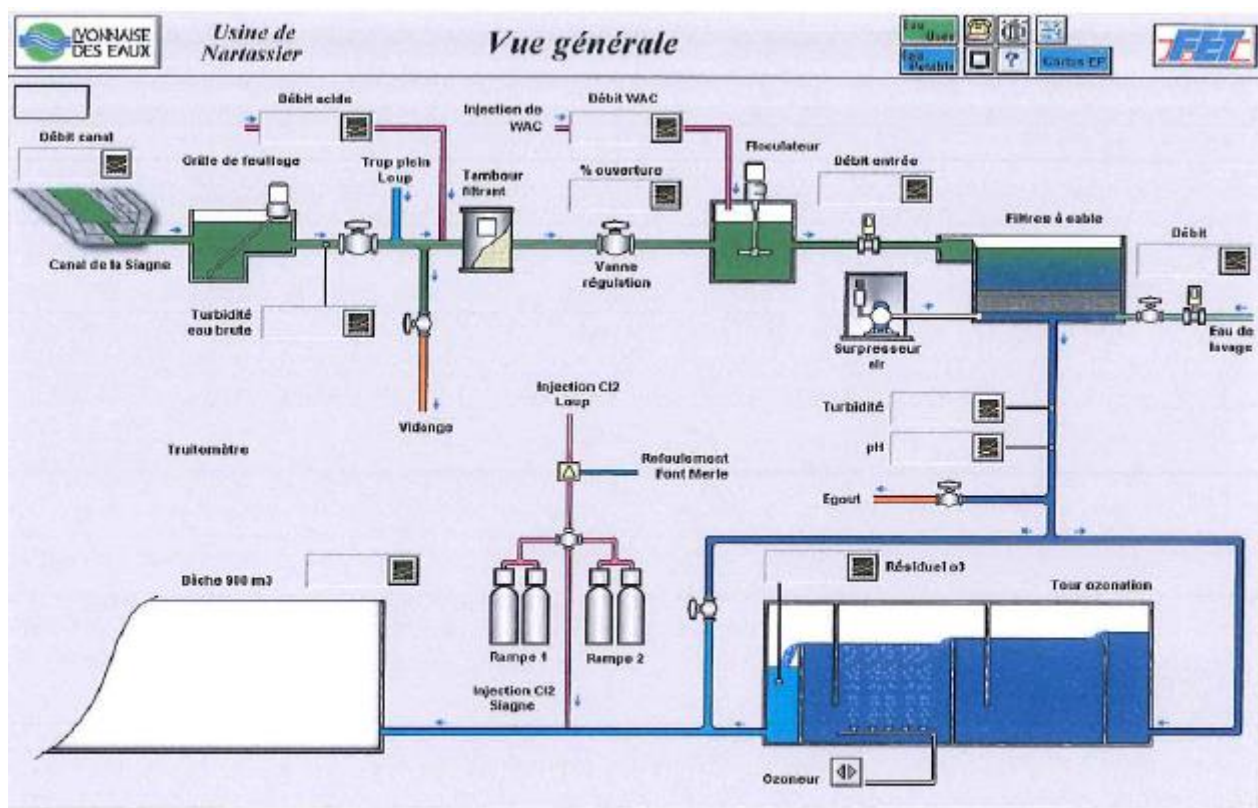 LYONNAISE
DES EAUX
Usine de
Nartassier
Vue générale
Eau
Usée
Eau
Potable
?
Cartes EP
FET
Débit canal
Débit acide
Grille de feuillage
Trop plein
Loup
Tambour
filtrant
Injection de
WAC
Débit WAC
% ouverture
Floculateur
Débit entrée
Filtres à sable
Débit
Canal de la Siagne
Turbidité
eau brute
Vanne
régulation
Surpresseur
air
Eau de
lavage
Vidange
Injection Cl2
Loup
Turbidité
pH
Truitomètre
Refoulement
Font Merle
Egout
Bâche 900 m3
Résiduel o3
Tour ozonation
Rampe 1
Rampe 2
Injection Cl2
Siagne
Ozoneur